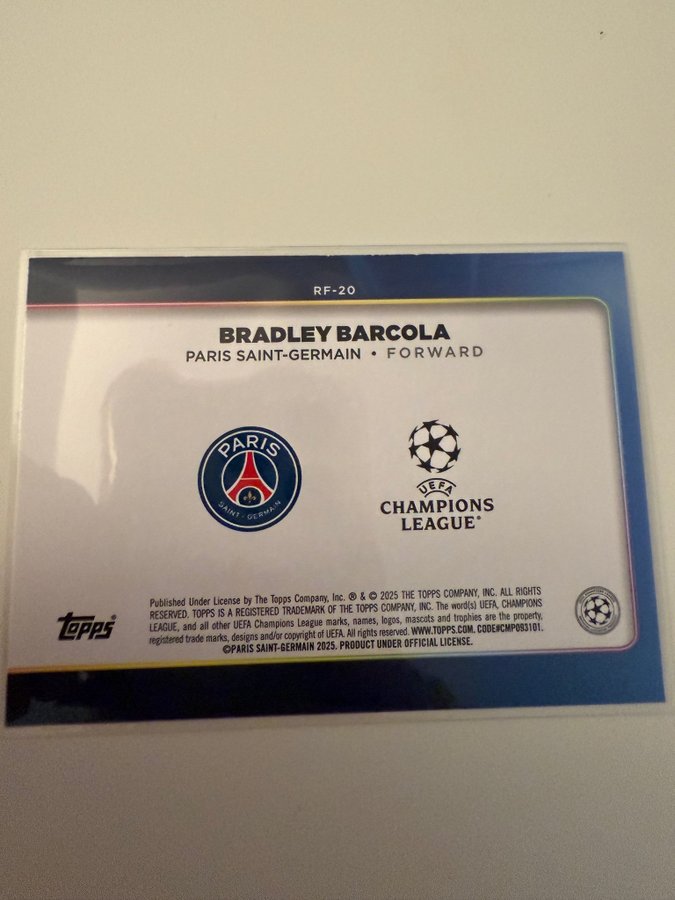 RF-20
BRADLEY BARCOLA
PARIS SAINT-GERMAIN • FORWARD
PARIS
SAINT-GERMAIN
UEFA
CHAMPIONS
LEAGUE®
Topps®
Published Under License by The Topps Company, Inc. ® & © 2025 THE TOPPS COMPANY, INC. ALL RIGHTS
RESERVED. TOPPS IS A REGISTERED TRADEMARK OF THE TOPPS COMPANY, INC. The word(s) UEFA, CHAMPIONS
LEAGUE, and all other UEFA Champions League marks, names, logos, mascots and trophies are the property,
registered trade marks, designs and/or copyright of UEFA. All rights reserved. WWW.TOPPS.COM. CODE#CMP093101.
©PARIS SAINT-GERMAIN 2025. PRODUCT UNDER OFFICIAL LICENSE.